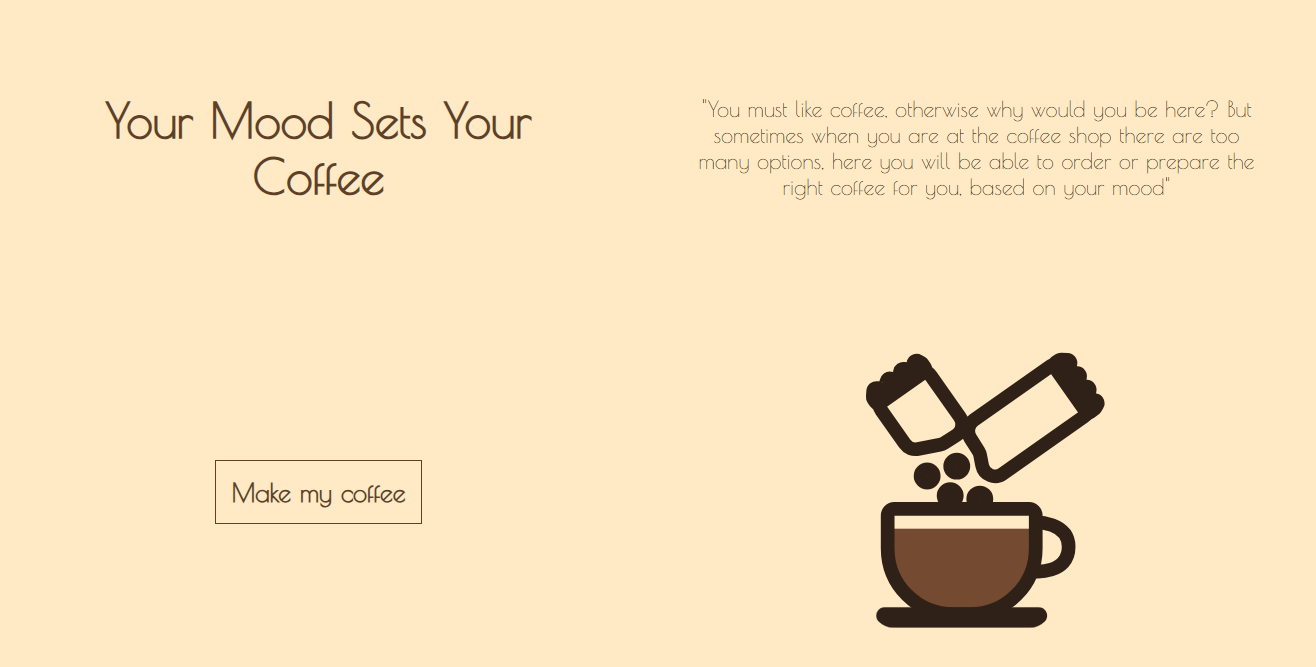 Your Mood Sets Your
Coffee
"You must like coffee, otherwise why would you be here? But
sometimes when you are at the coffee shop there are too
many options, here you will be able to order or prepare the
right coffee for you, based on your mood"
Make my coffee